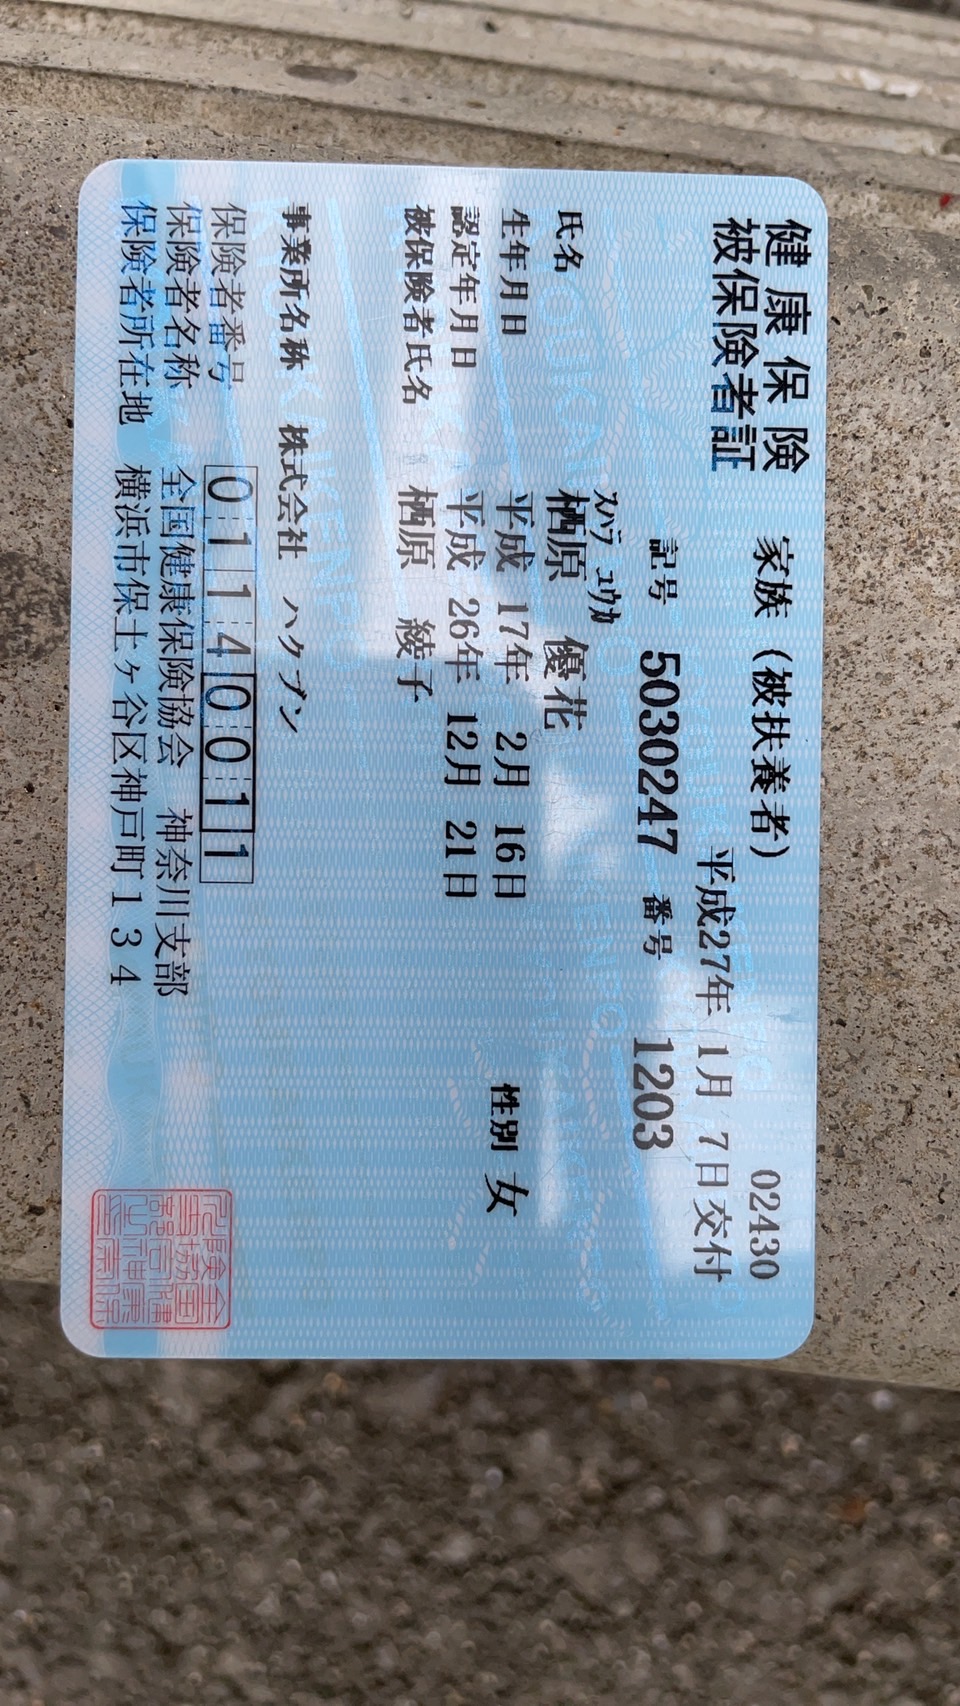 健康保険
被保険者証
家族（被扶養者）
02430
平成27年 1月 7日交付
記号 5030247 番号 1203
ｽﾊﾗ ﾕｳｶ
氏名 栖原 優花
生年月日 平成 17年 2月 16日 性別 女
認定年月日 平成 26年 12月 21日
被保険者氏名 栖原 綾子
事業所名称 株式会社 ハクブン
保険者番号 01140011
保険者名称 全国健康保険協会 神奈川支部
保険者所在地 横浜市保土ヶ谷区神戸町134